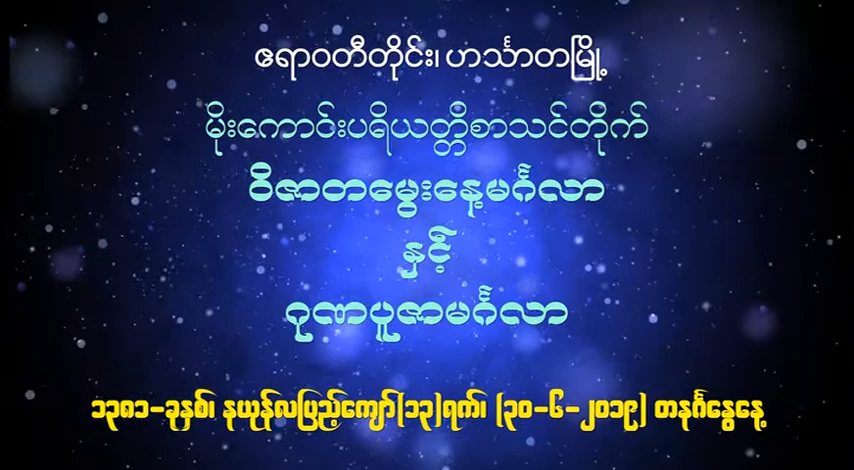 ဧရာဝတီတိုင်း၊ ဟင်္သာတမြို့
မိုးကောင်းပရိယတ္တိစာသင်တိုက်
ဝိဇာတမွေးနေ့မင်္ဂလာ
နှင့်
ဂုဏပူဇာမင်္ဂလာ
၁၃၈၁-ခုနှစ်၊ နယုန်လပြည့်ကျော်(၁၃)ရက်၊ (၃၀-၆-၂၀၁၉) တနင်္ဂနွေနေ့